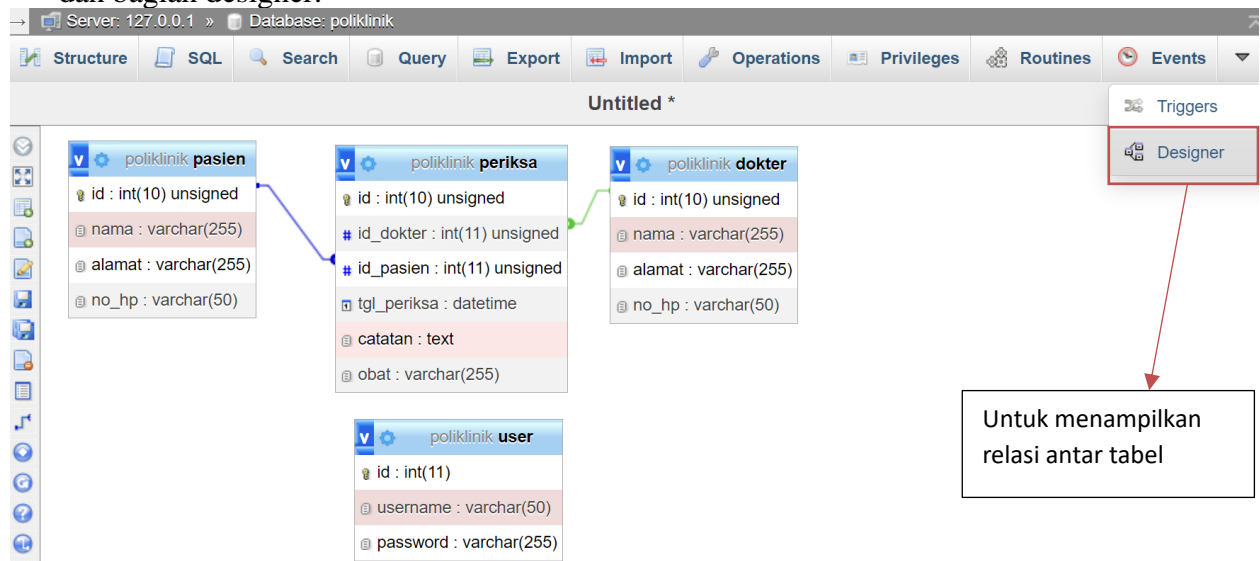 dan bagian designer.
→ Server: 127.0.0.1 » Database: poliklinik
Structure SQL Search Query Export Import Operations Privileges Routines Events
Untitled *
Triggers
Designer
v poliklinik pasien
id : int(10) unsigned
nama : varchar(255)
alamat : varchar(255)
no_hp : varchar(50)
v poliklinik periksa
id : int(10) unsigned
# id_dokter : int(11) unsigned
# id_pasien : int(11) unsigned
tgl_periksa : datetime
catatan : text
obat : varchar(255)
v poliklinik dokter
id : int(10) unsigned
nama : varchar(255)
alamat : varchar(255)
no_hp : varchar(50)
v poliklinik user
id : int(11)
username : varchar(50)
password : varchar(255)
Untuk menampilkan
relasi antar tabel